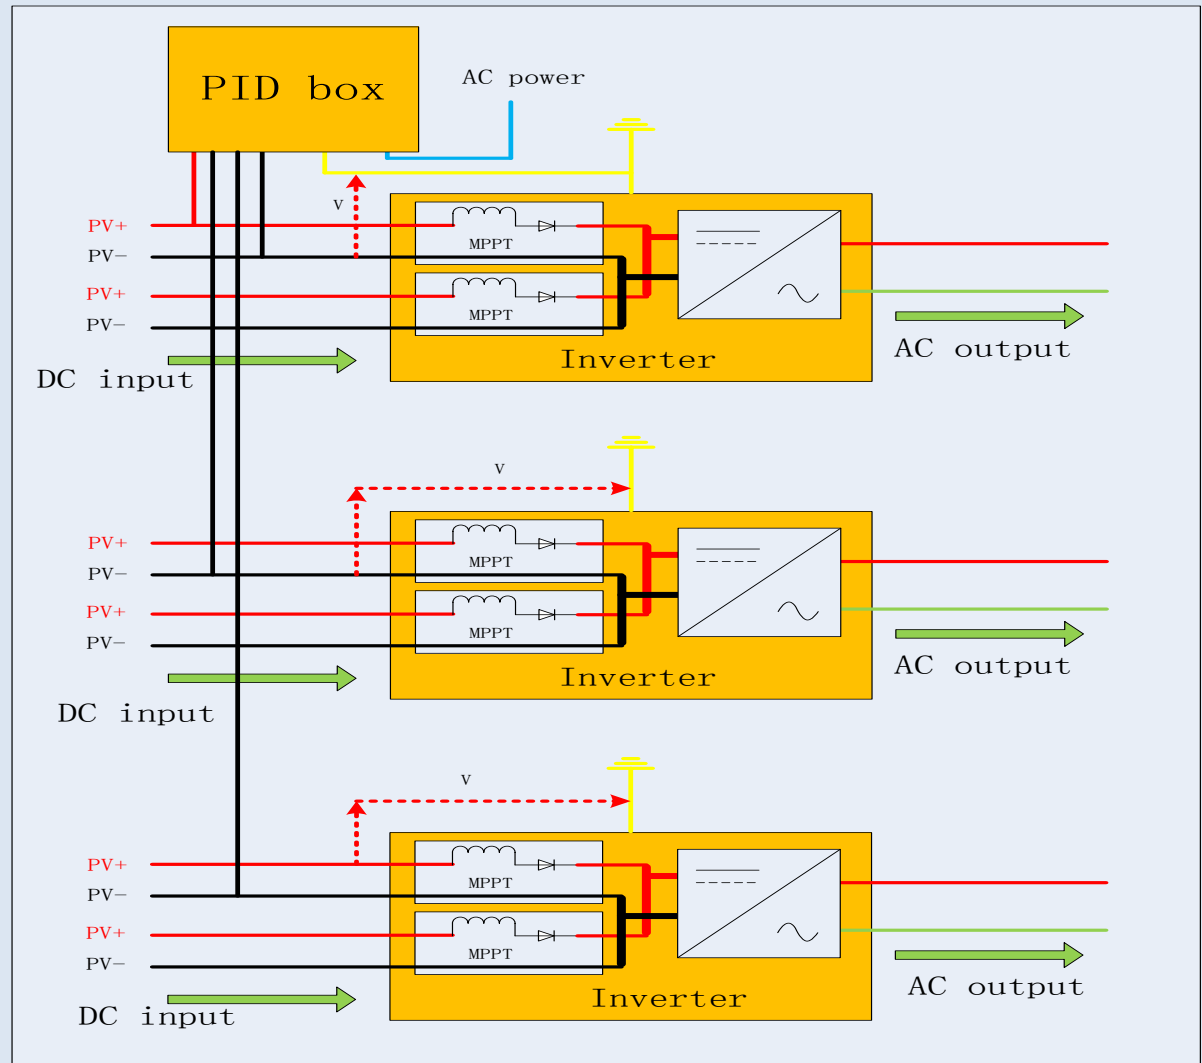 PID box
AC power
V
PV+
PV−
PV+
PV−
MPPT
MPPT
Inverter
DC input
AC output
V
PV+
PV−
PV+
PV−
MPPT
MPPT
Inverter
DC input
AC output
V
PV+
PV−
PV+
PV−
MPPT
MPPT
Inverter
DC input
AC output